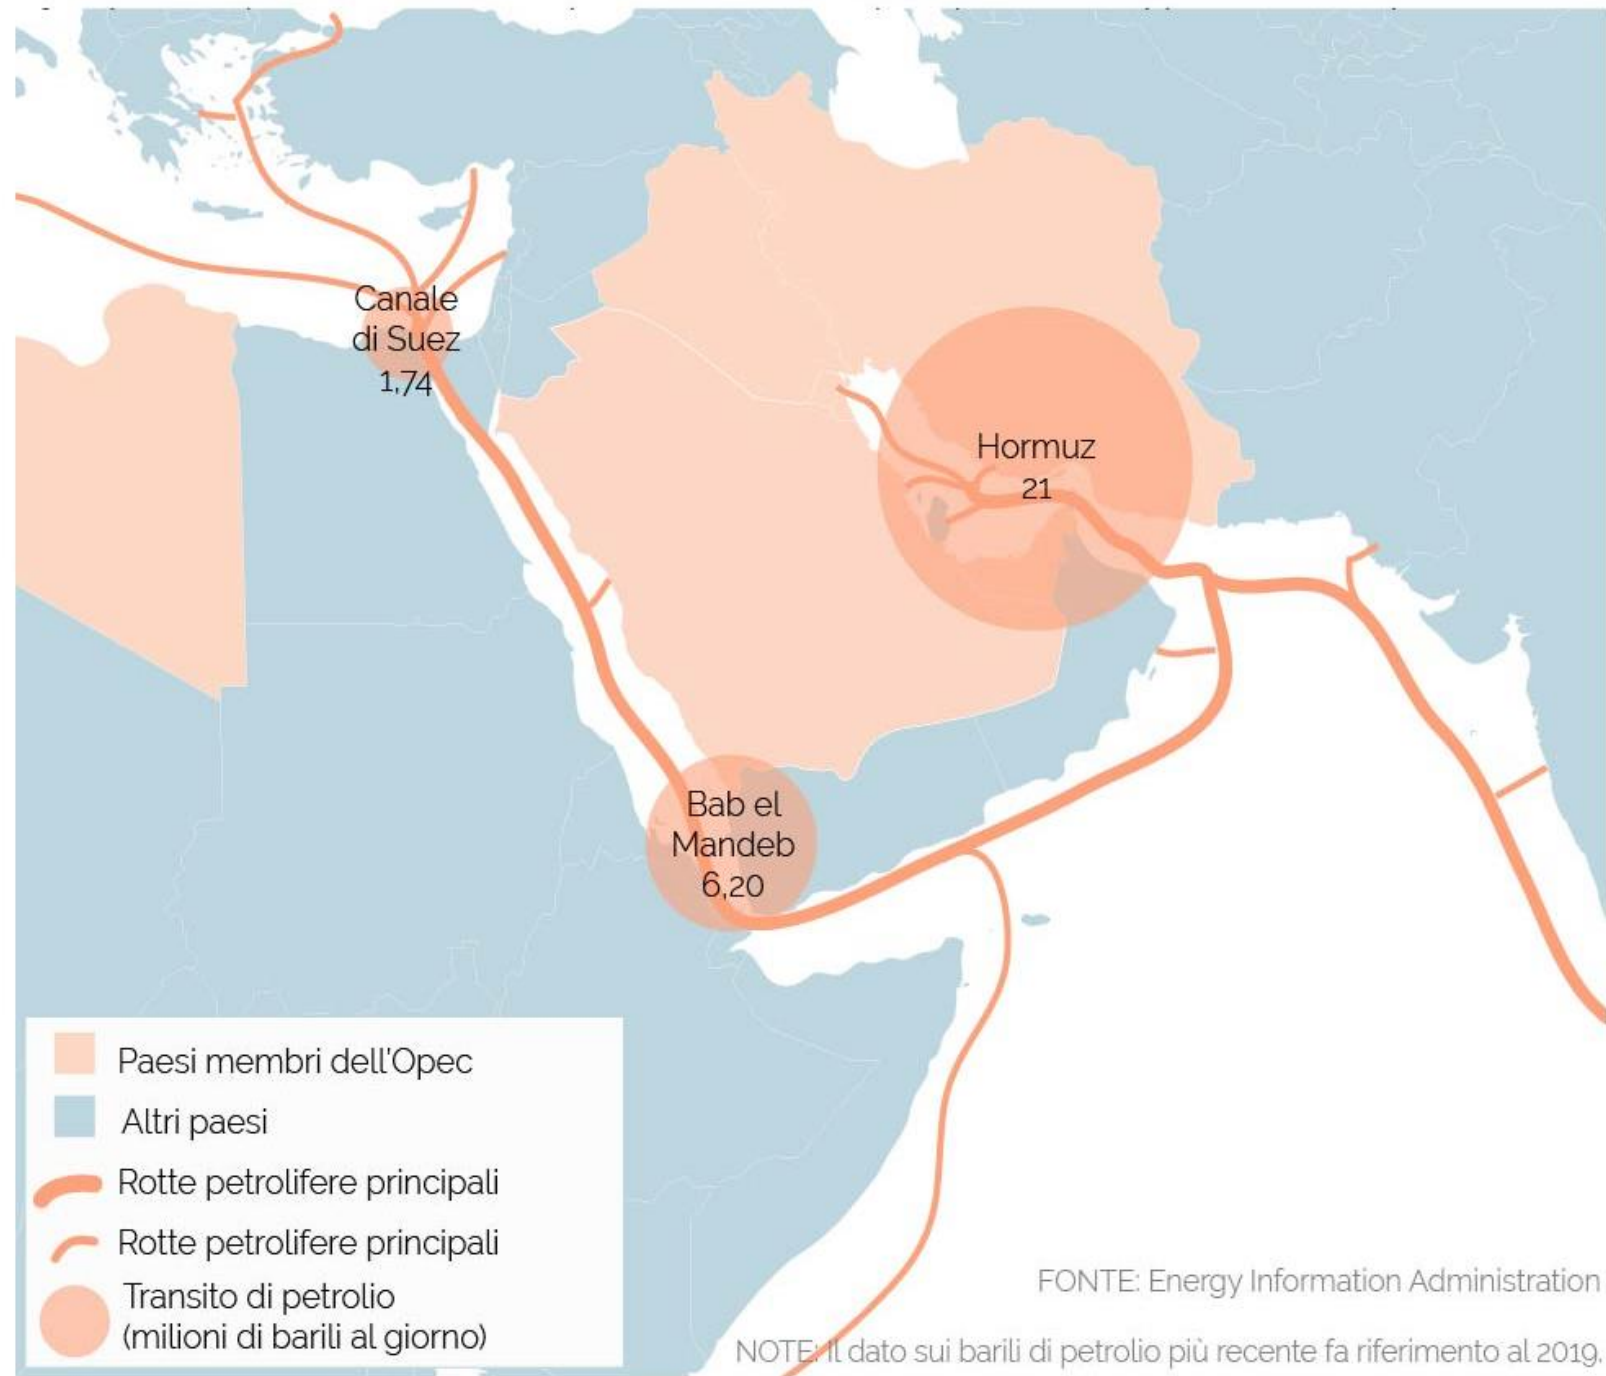 Canale
di Suez
1,74
Hormuz
21
Bab el
Mandeb
6,20
Paesi membri dell'Opec
Altri paesi
Rotte petrolifere principali
Rotte petrolifere principali
Transito di petrolio
(milioni di barili al giorno)
FONTE: Energy Information Administration
NOTE: Il dato sui barili di petrolio più recente fa riferimento al 2019.